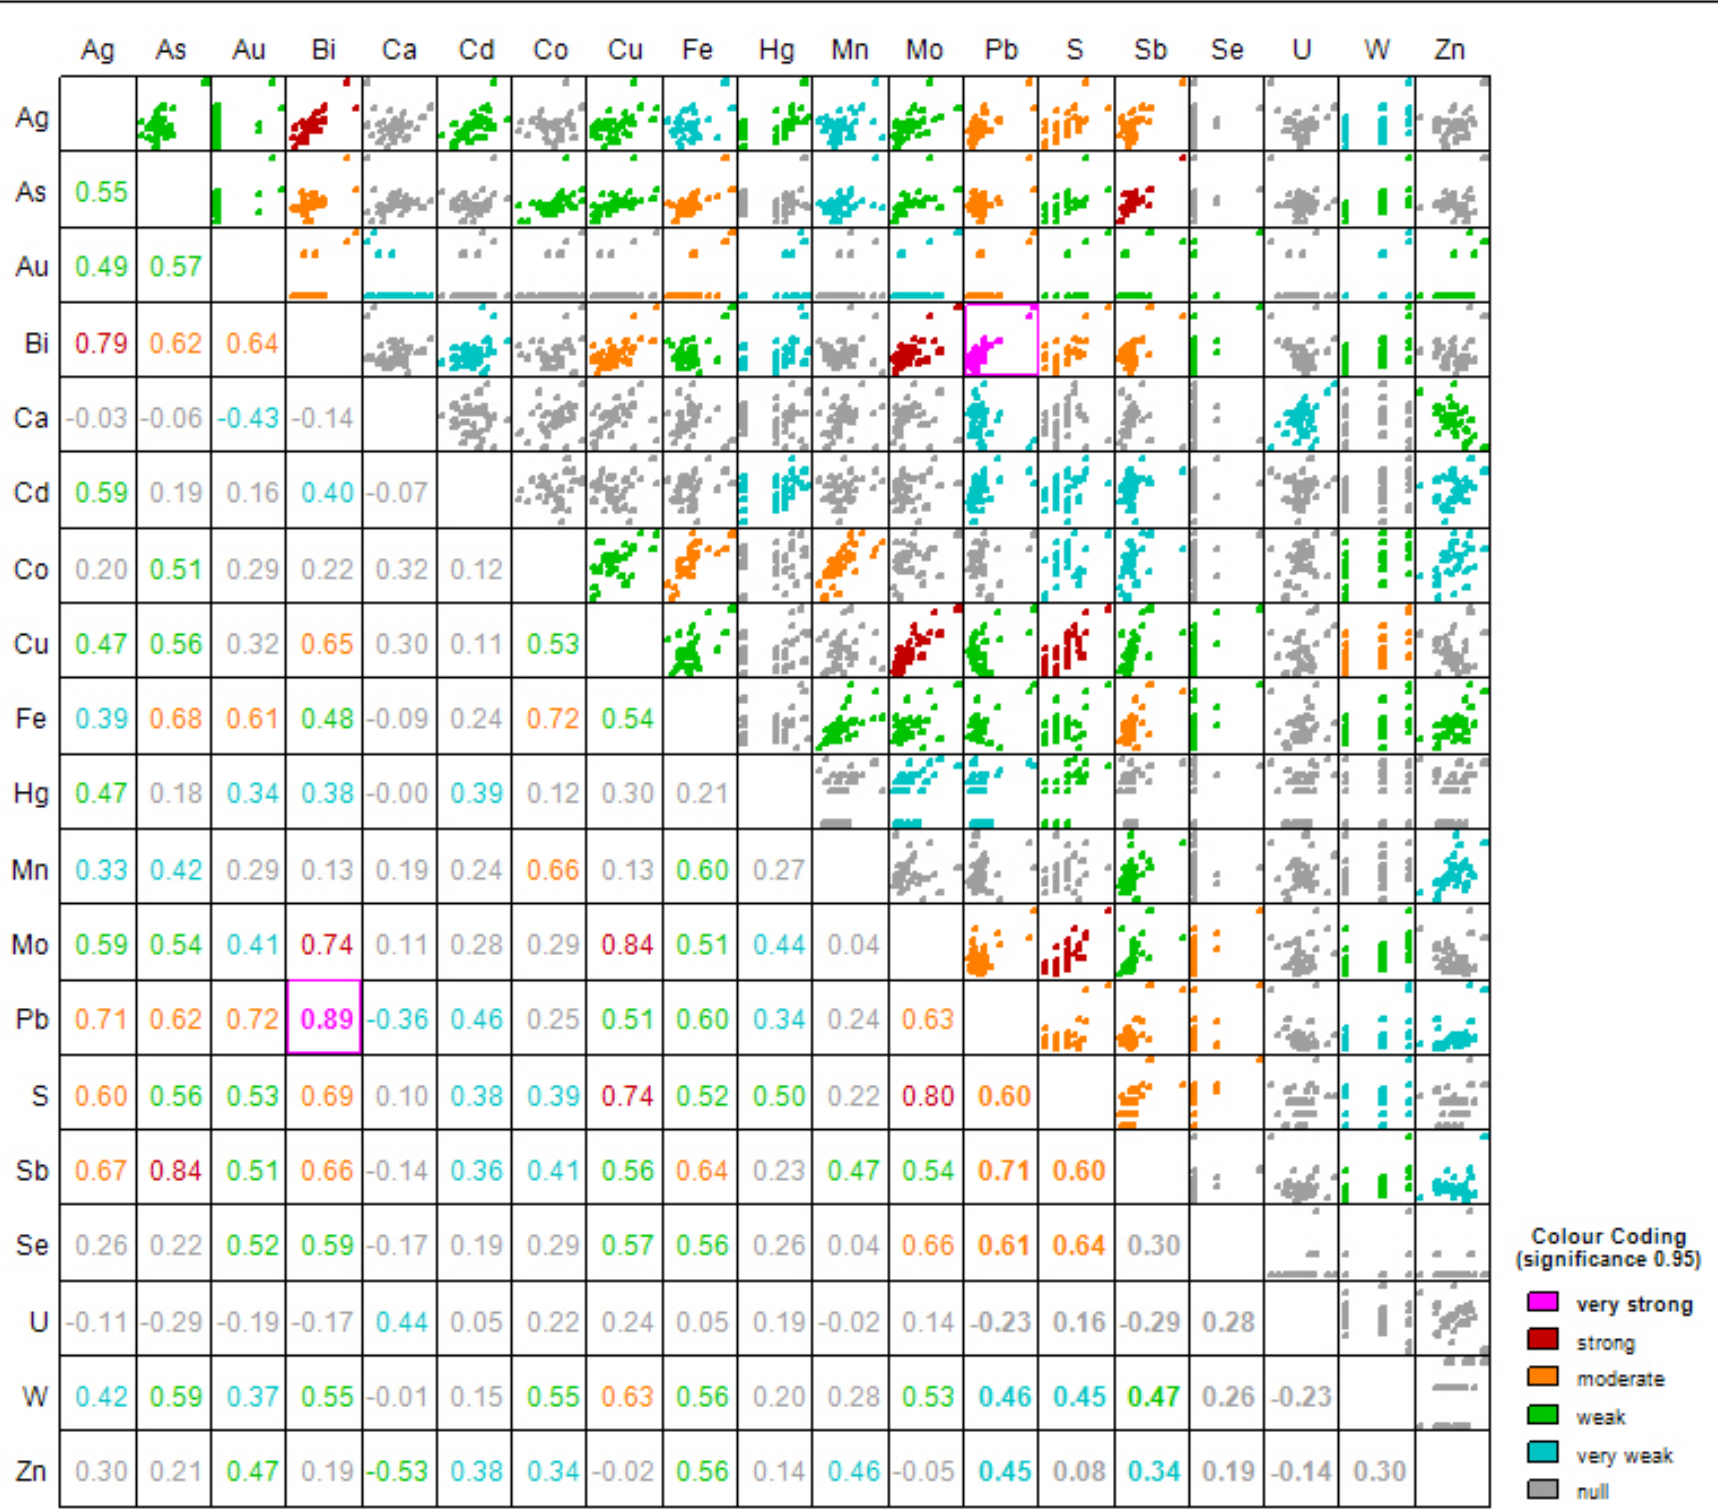 Ag As Au Bi Ca Cd Co Cu Fe Hg Mn Mo Pb S Sb Se U W Zn
Ag
As 0.55
Au 0.49 0.57
Bi 0.79 0.62 0.64
Ca -0.03 -0.06 -0.43 -0.14
Cd 0.59 0.19 0.16 0.40 -0.07
Co 0.20 0.51 0.29 0.22 0.32 0.12
Cu 0.47 0.56 0.32 0.65 0.30 0.11 0.53
Fe 0.39 0.68 0.61 0.48 -0.09 0.24 0.72 0.54
Hg 0.47 0.18 0.34 0.38 -0.00 0.39 0.12 0.30 0.21
Mn 0.33 0.42 0.29 0.13 0.19 0.24 0.66 0.13 0.60 0.27
Mo 0.59 0.54 0.41 0.74 0.11 0.28 0.29 0.84 0.51 0.44 0.04
Pb 0.71 0.62 0.72 0.89 -0.36 0.46 0.25 0.51 0.60 0.34 0.24 0.63
S 0.60 0.56 0.53 0.69 0.10 0.38 0.39 0.74 0.52 0.50 0.22 0.80 0.60
Sb 0.67 0.84 0.51 0.66 -0.14 0.36 0.41 0.56 0.64 0.23 0.47 0.54 0.71 0.60
Se 0.26 0.22 0.52 0.59 -0.17 0.19 0.29 0.57 0.56 0.26 0.04 0.66 0.61 0.64 0.30
U -0.11 -0.29 -0.19 -0.17 0.44 0.05 0.22 0.24 0.05 0.19 -0.02 0.14 -0.23 0.16 -0.29 0.28
W 0.42 0.59 0.37 0.55 -0.01 0.15 0.55 0.63 0.56 0.20 0.28 0.53 0.46 0.45 0.47 0.26 -0.23
Zn 0.30 0.21 0.47 0.19 -0.53 0.38 0.34 -0.02 0.56 0.14 0.46 -0.05 0.45 0.08 0.34 0.19 -0.14 0.30
Colour Coding
(significance 0.95)
very strong
strong
moderate
weak
very weak
null